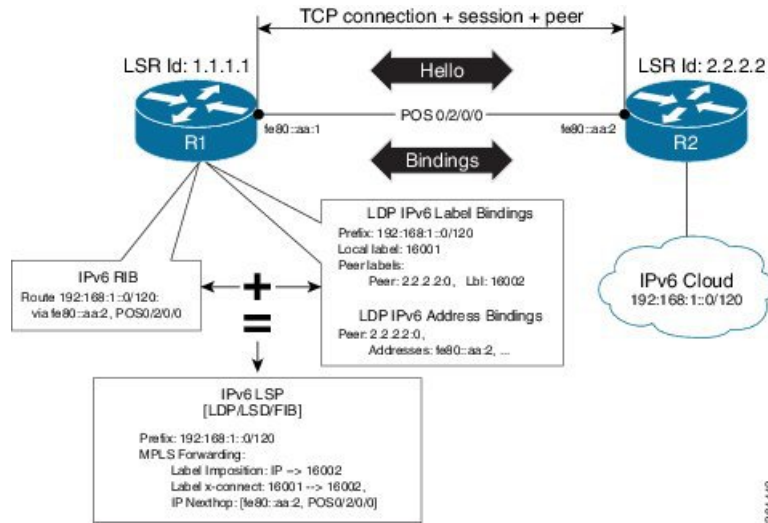 TCP connection + session + peer
LSR Id: 1.1.1.1
LSR Id: 2.2.2.2
Hello
POS 0/2/0/0
fe80::aa:1
fe80::aa:2
R1
R2
Bindings
LDP IPv6 Label Bindings
Prefix: 192:168:1::0/120
Local label: 16001
Peer labels:
Peer: 2.2.2.2:0, Lbl: 16002
LDP IPv6 Address Bindings
Peer: 2.2.2.2:0,
Addresses: fe80::aa:2, ...
IPv6 RIB
Route 192:168:1::0/120:
via fe80::aa:2, POS0/2/0/0
+
=
IPv6 Cloud
192:168:1::0/120
IPv6 LSP
[LDP/LSD/FIB]
Prefix: 192:168:1::0/120
MPLS Forwarding:
Label Imposition: IP --> 16002
Label x-connect: 16001 --> 16002,
IP Nexthop: [fe80::aa:2, POS0/2/0/0]